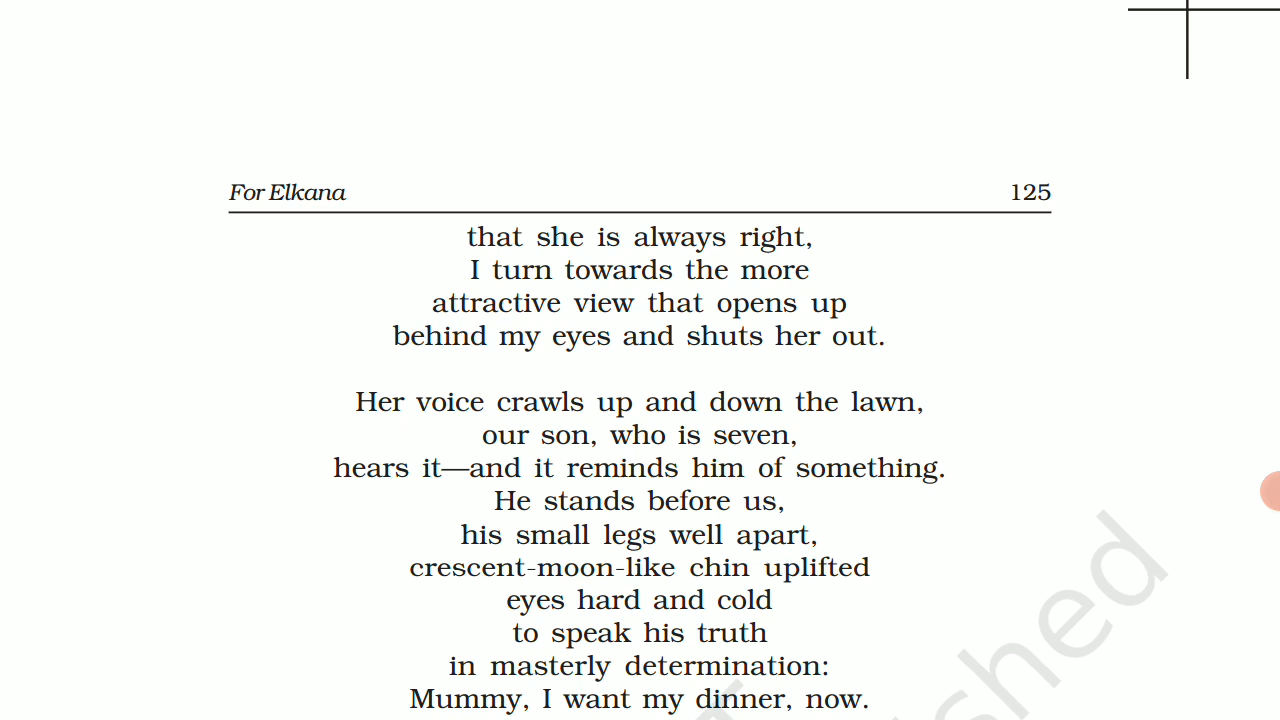 For Elkana 125
that she is always right,
I turn towards the more
attractive view that opens up
behind my eyes and shuts her out.
Her voice crawls up and down the lawn,
our son, who is seven,
hears it—and it reminds him of something.
He stands before us,
his small legs well apart,
crescent-moon-like chin uplifted
eyes hard and cold
to speak his truth
in masterly determination:
Mummy, I want my dinner, now.